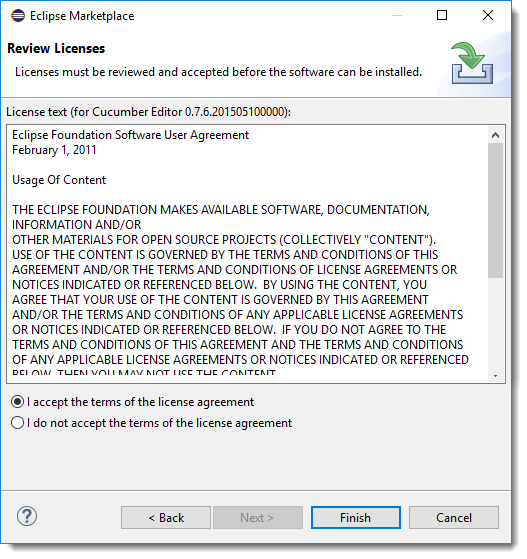 Eclipse Marketplace
Review Licenses
Licenses must be reviewed and accepted before the software can be installed.
License text (for Cucumber Editor 0.7.6.201505100000):
Eclipse Foundation Software User Agreement
February 1, 2011
Usage Of Content
THE ECLIPSE FOUNDATION MAKES AVAILABLE SOFTWARE, DOCUMENTATION,
INFORMATION AND/OR
OTHER MATERIALS FOR OPEN SOURCE PROJECTS (COLLECTIVELY "CONTENT").
USE OF THE CONTENT IS GOVERNED BY THE TERMS AND CONDITIONS OF THIS
AGREEMENT AND/OR THE TERMS AND CONDITIONS OF LICENSE AGREEMENTS OR
NOTICES INDICATED OR REFERENCED BELOW.  BY USING THE CONTENT, YOU
AGREE THAT YOUR USE OF THE CONTENT IS GOVERNED BY THIS AGREEMENT
AND/OR THE TERMS AND CONDITIONS OF ANY APPLICABLE LICENSE AGREEMENTS
OR NOTICES INDICATED OR REFERENCED BELOW.  IF YOU DO NOT AGREE TO THE
TERMS AND CONDITIONS OF THIS AGREEMENT AND THE TERMS AND CONDITIONS
OF ANY APPLICABLE LICENSE AGREEMENTS OR NOTICES INDICATED OR REFERENCED
BELOW, THEN YOU MAY NOT USE THE CONTENT.
I accept the terms of the license agreement
I do not accept the terms of the license agreement
? < Back Next > Finish Cancel